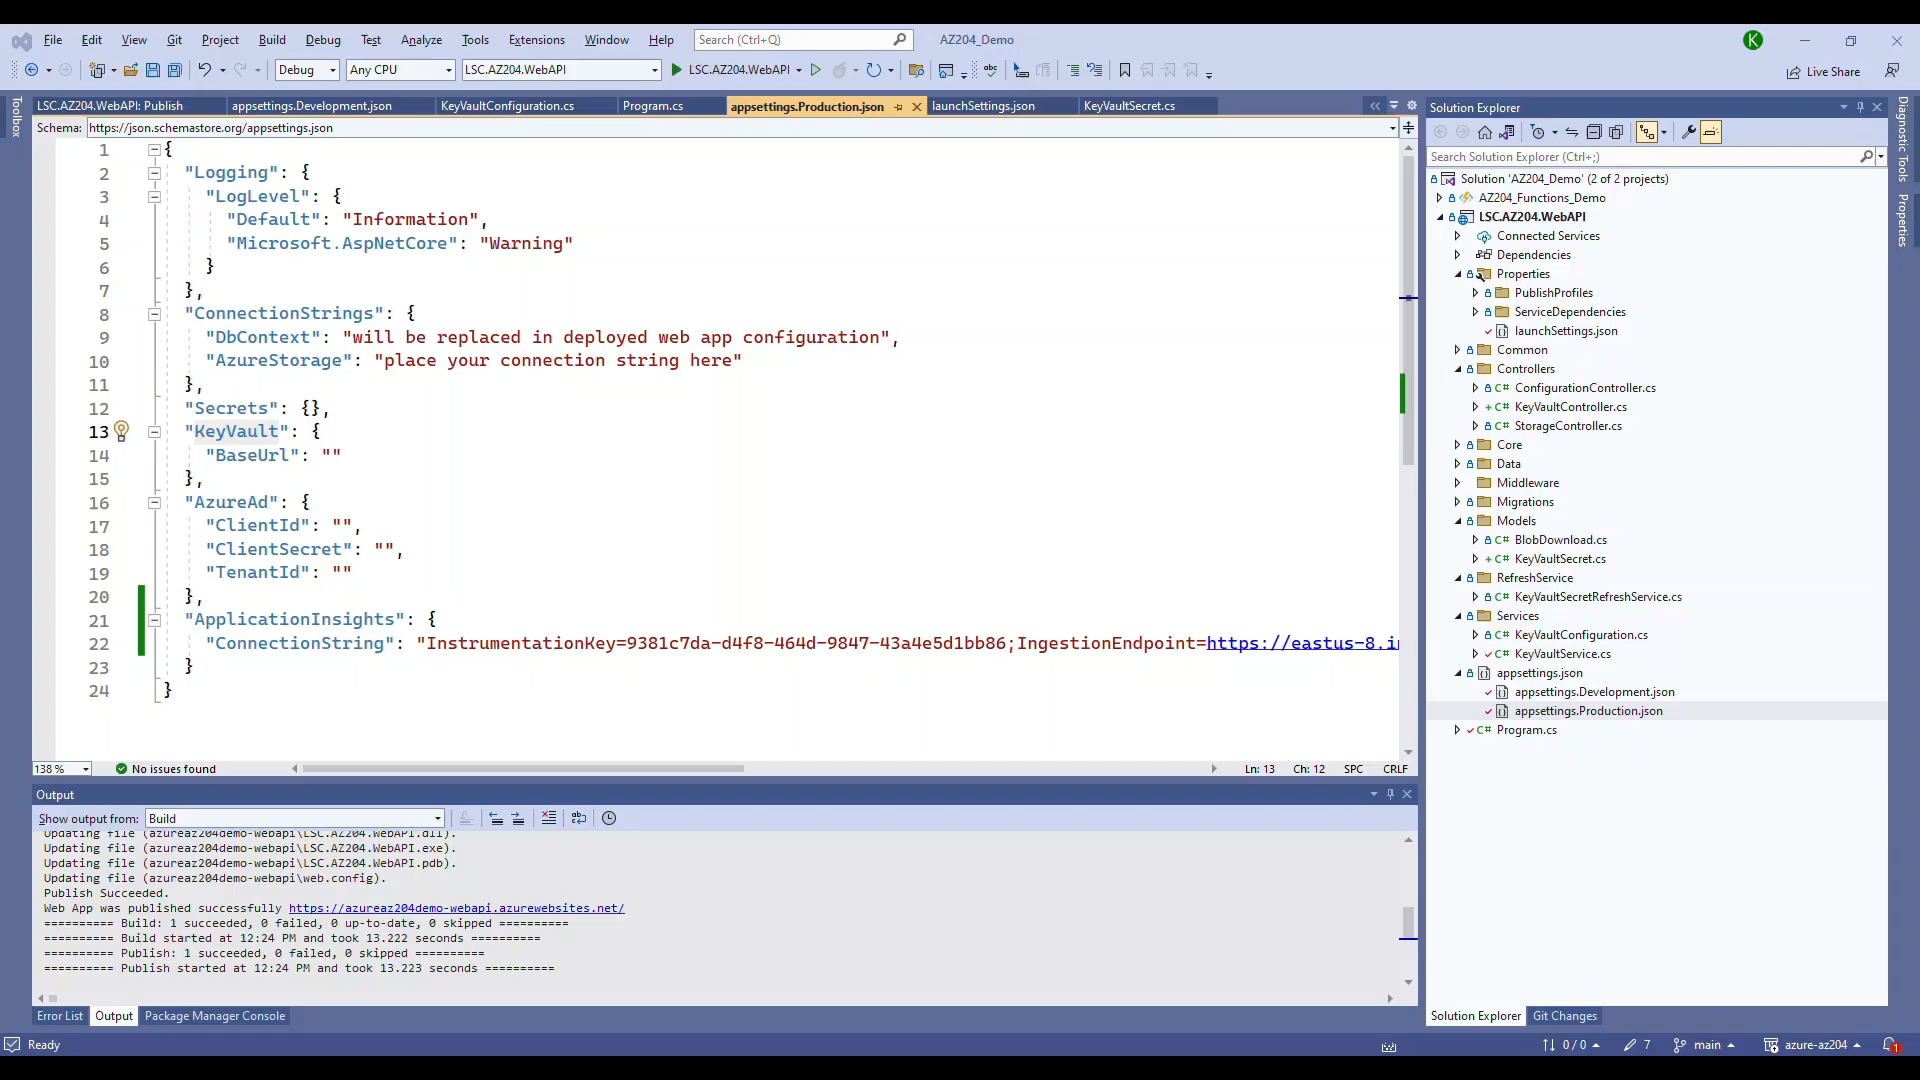 File Edit View Git Project Build Debug Test Analyze Tools Extensions Window Help Search (Ctrl+Q) AZ204_Demo K
Debug Any CPU LSC.AZ204.WebAPI LSC.AZ204.WebAPI Live Share
Toolbox
LSC.AZ204.WebAPI: Publish appsettings.Development.json KeyVaultConfiguration.cs Program.cs appsettings.Production.json launchSettings.json KeyVaultSecret.cs
Schema: https://json.schemastore.org/appsettings.json
1 {
2 "Logging": {
3 "LogLevel": {
4 "Default": "Information",
5 "Microsoft.AspNetCore": "Warning"
6 }
7 },
8 "ConnectionStrings": {
9 "DbContext": "will be replaced in deployed web app configuration",
10 "AzureStorage": "place your connection string here"
11 },
12 "Secrets": {},
13 "KeyVault": {
14 "BaseUrl": ""
15 },
16 "AzureAd": {
17 "ClientId": "",
18 "ClientSecret": "",
19 "TenantId": ""
20 },
21 "ApplicationInsights": {
22 "ConnectionString": "InstrumentationKey=9381c7da-d4f8-464d-9847-43a4e5d1bb86;IngestionEndpoint=https://eastus-8.i
23 }
24 }
138 % No issues found Ln: 13 Ch: 12 SPC CRLF
Output
Show output from: Build
Updating file (azureaz204demo-webapi\LSC.AZ204.WebAPI.dll).
Updating file (azureaz204demo-webapi\LSC.AZ204.WebAPI.exe).
Updating file (azureaz204demo-webapi\LSC.AZ204.WebAPI.pdb).
Updating file (azureaz204demo-webapi\web.config).
Publish Succeeded.
Web App was published successfully https://azureaz204demo-webapi.azurewebsites.net/
========== Build: 1 succeeded, 0 failed, 0 up-to-date, 0 skipped ==========
========== Build started at 12:24 PM and took 13.222 seconds ==========
========== Publish: 1 succeeded, 0 failed, 0 skipped ==========
========== Publish started at 12:24 PM and took 13.223 seconds ==========
Error List Output Package Manager Console
Solution Explorer
Search Solution Explorer (Ctrl+;)
Solution 'AZ204_Demo' (2 of 2 projects)
AZ204_Functions_Demo
LSC.AZ204.WebAPI
Connected Services
Dependencies
Properties
PublishProfiles
ServiceDependencies
launchSettings.json
Common
Controllers
C# ConfigurationController.cs
C# KeyVaultController.cs
C# StorageController.cs
Core
Data
Middleware
Migrations
Models
C# BlobDownload.cs
C# KeyVaultSecret.cs
RefreshService
C# KeyVaultSecretRefreshService.cs
Services
C# KeyVaultConfiguration.cs
C# KeyVaultService.cs
appsettings.json
appsettings.Development.json
appsettings.Production.json
C# Program.cs
Solution Explorer Git Changes
Diagnostic Tools
Properties
Ready 0 / 0 7 main azure-az204 1